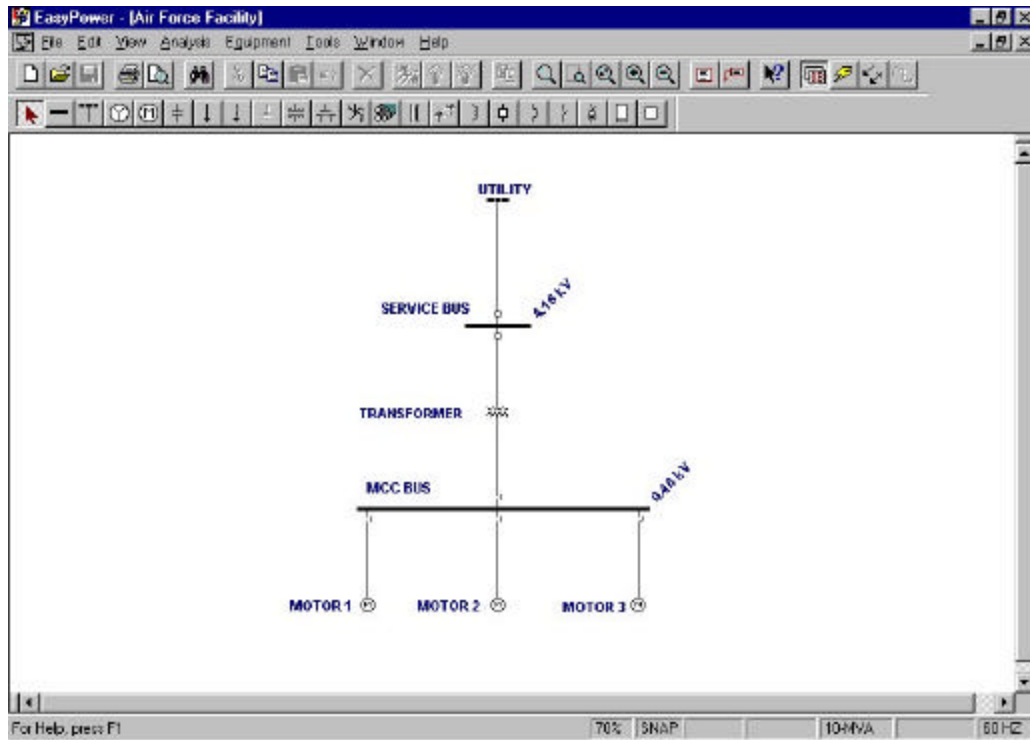 EasyPower - [Air Force Facility]
File Edit View Analysis Equipment Tools Window Help
UTILITY
SERVICE BUS
4.16 kV
TRANSFORMER
MCC BUS
0.48 kV
MOTOR 1
MOTOR 2
MOTOR 3
For Help, press F1
SNAP
10-MVA
60 HZ